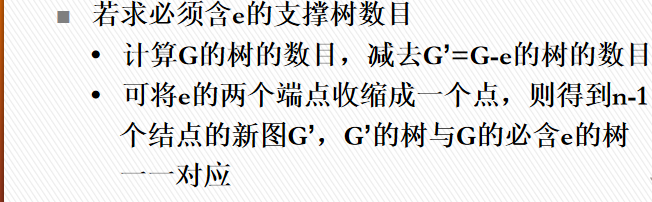 ▪ 若求必须含e的支撑树数目
• 计算G的树的数目，减去G’=G-e的树的数目
• 可将e的两个端点收缩成一个点，则得到n-1
个结点的新图G’，G’的树与G的必含e的树
一一对应